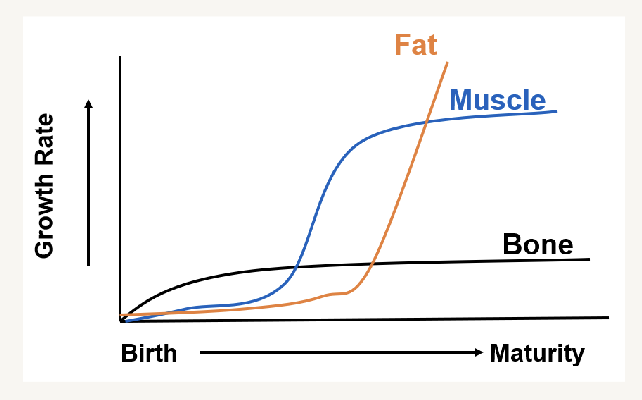 Fat
Muscle
Growth Rate
Bone
Birth
Maturity